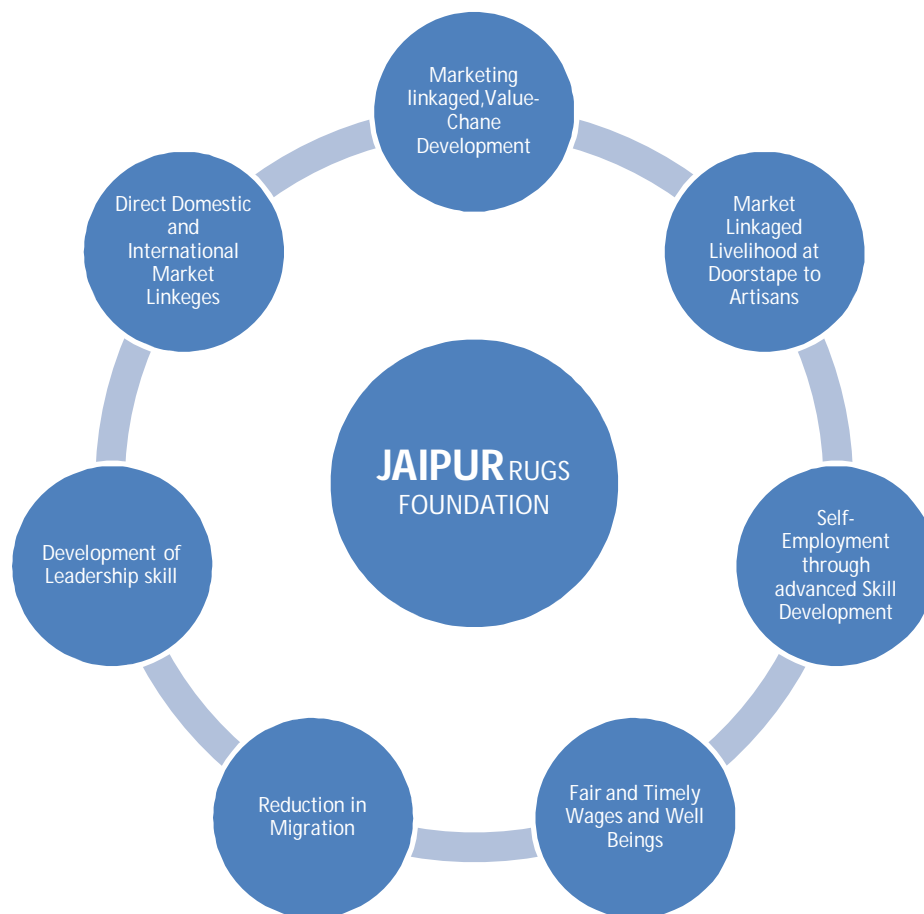 Marketing
linkaged,Value-
Chane
Development
Market
Linkaged
Livelihood at
Doorstape to
Artisans
Self-
Employment
through
advanced Skill
Development
Fair and Timely
Wages and Well
Beings
Reduction in
Migration
Development of
Leadership skill
Direct Domestic
and
International
Market
Linkeges
JAIPUR RUGS
FOUNDATION